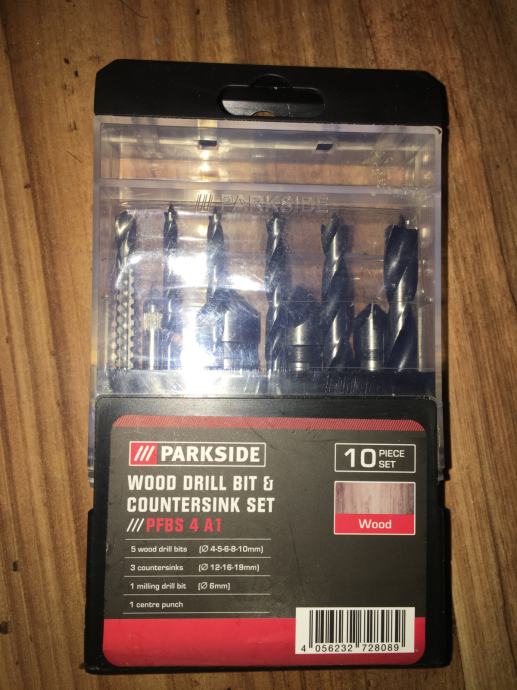 /// PARKSIDE
/// PARKSIDE
10 PIECE SET
WOOD DRILL BIT &
COUNTERSINK SET
/// PFBS 4 A1
Wood
5 wood drill bits (Ø 4-5-6-8-10mm)
3 countersinks (Ø 12-16-19mm)
1 milling drill bit (Ø 6mm)
1 centre punch
4 056232 728089